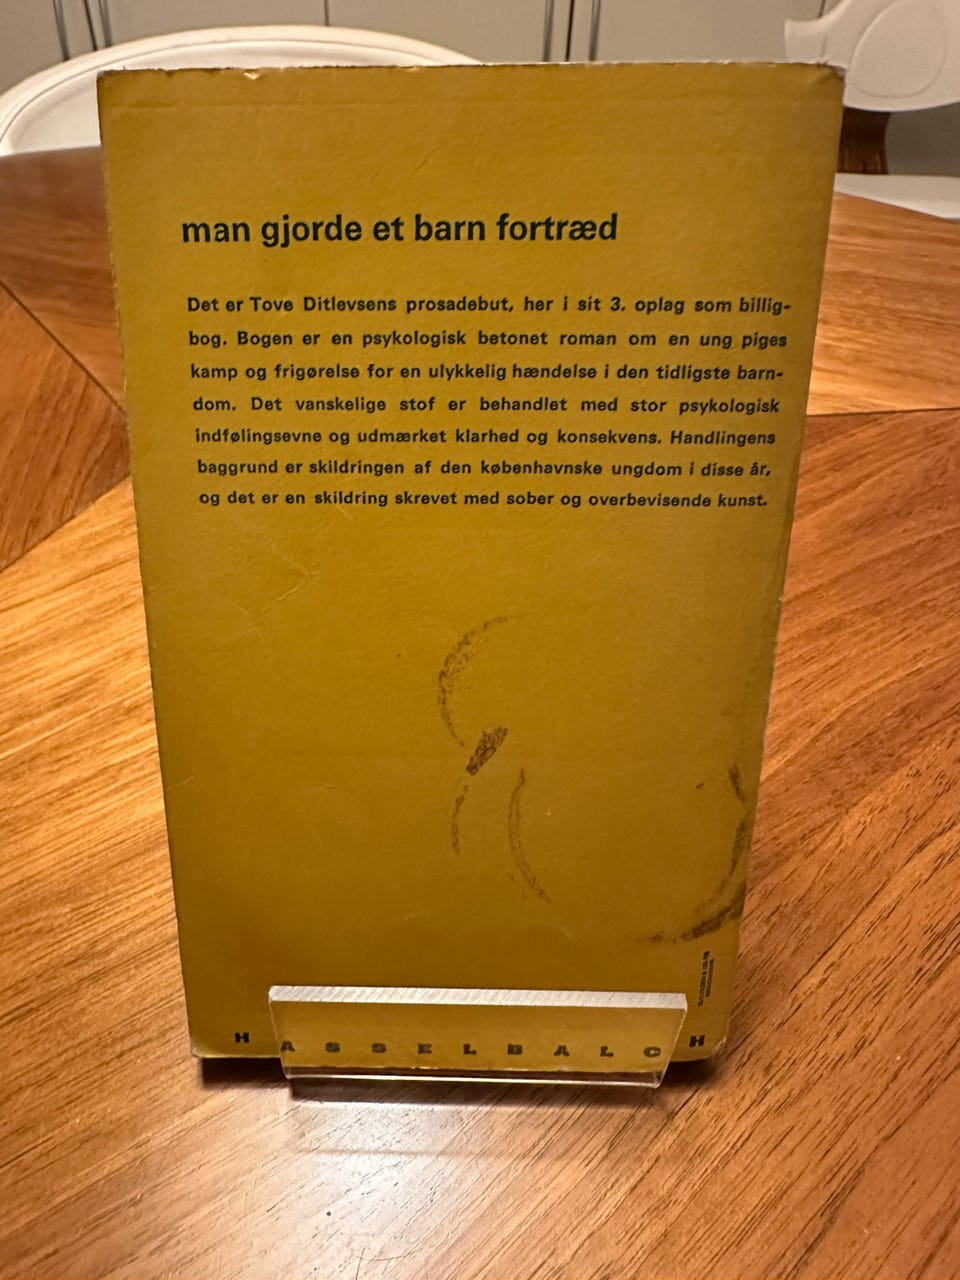 man gjorde et barn fortræd
Det er Tove Ditlevsens prosadebut, her i sit 3. oplag som billig-
bog. Bogen er en psykologisk betonet roman om en ung piges
kamp og frigørelse for en ulykkelig hændelse i den tidligste barn-
dom. Det vanskelige stof er behandlet med stor psykologisk
indfølingsevne og udmærket klarhed og konsekvens. Handlingens
baggrund er skildringen af den københavnske ungdom i disse år,
og det er en skildring skrevet med sober og overbevisende kunst.
HASSELBALCH